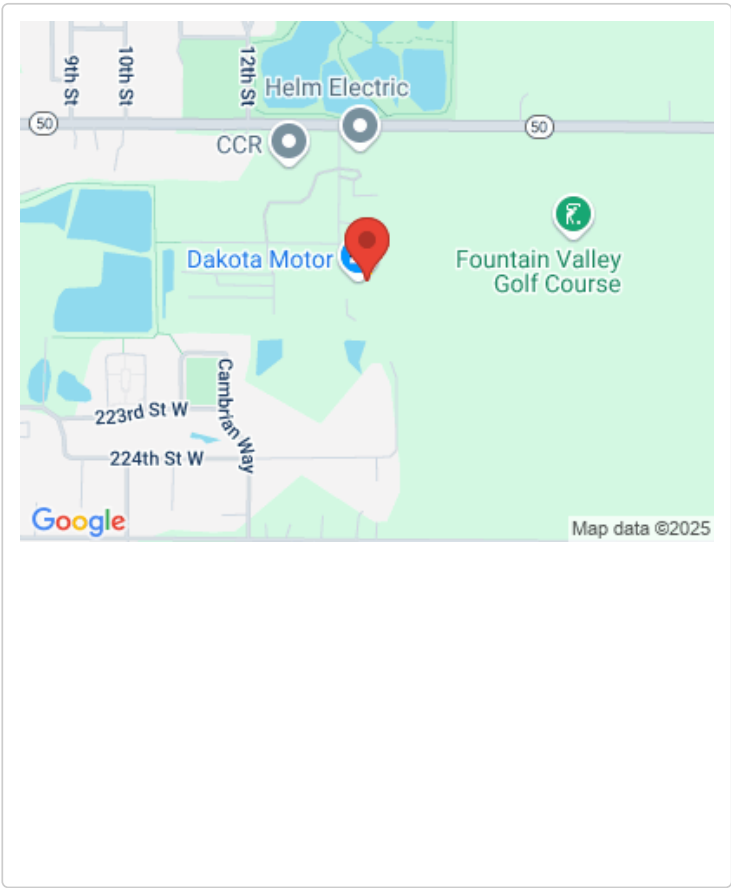 9th St
10th St
12th St
Helm Electric
50
50
CCR
Dakota Motor
Fountain Valley
Golf Course
Cambrian Way
223rd St W
224th St W
Google
Map data ©2025